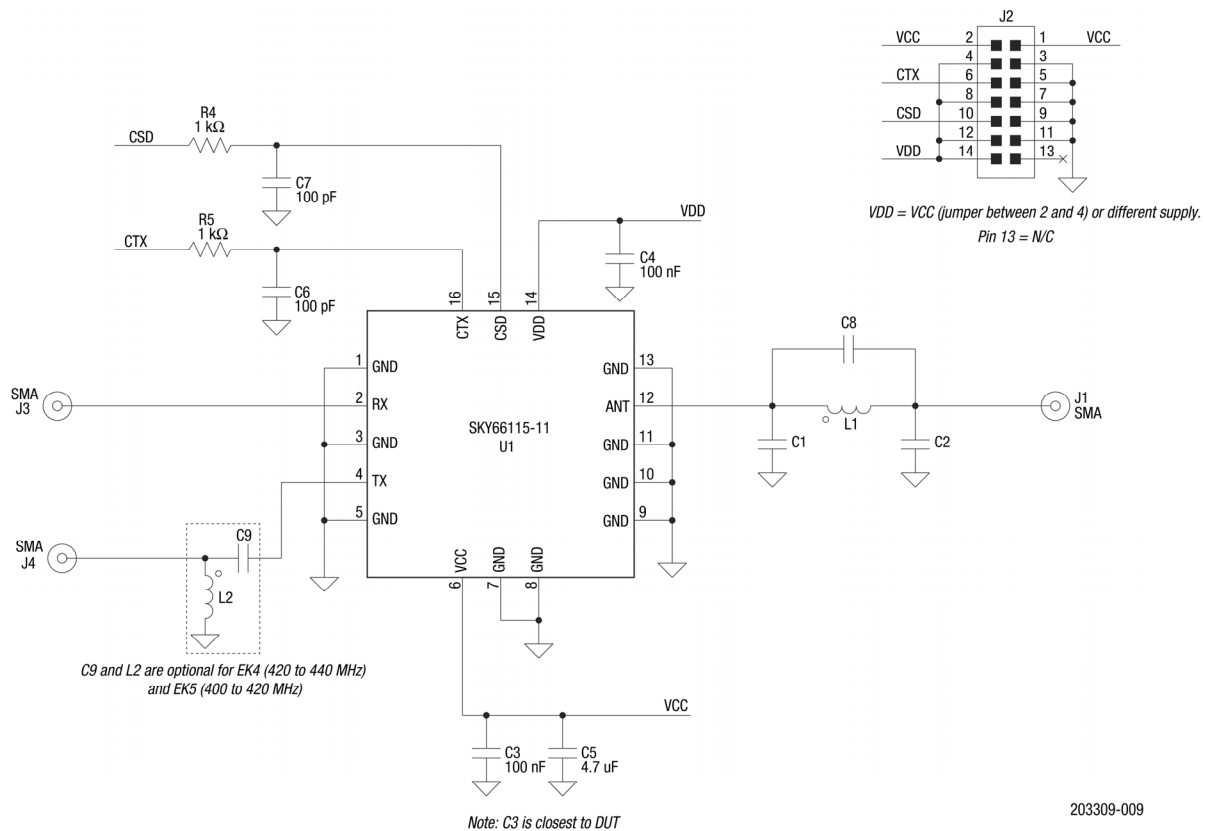 J2
VCC 2 1 VCC
4 3
CTX 6 5
8 7
CSD 10 9
12 11
VDD 14 13
VDD = VCC (jumper between 2 and 4) or different supply.
Pin 13 = N/C
R4
1 kΩ
CSD
C7
100 pF
R5
1 kΩ
CTX
C6
100 pF
VDD
C4
100 nF
16 15 14
CTX CSD VDD
1 GND
2 RX
3 GND
4 TX
5 GND
SKY66115-11
U1
GND 13
ANT 12
GND 11
GND 10
GND 9
VCC GND GND
6 7 8
SMA
J3
SMA
J4
C9
L2
C9 and L2 are optional for EK4 (420 to 440 MHz)
and EK5 (400 to 420 MHz)
C8
L1
C1
C2
J1
SMA
VCC
C3
100 nF
C5
4.7 uF
Note: C3 is closest to DUT
203309-009